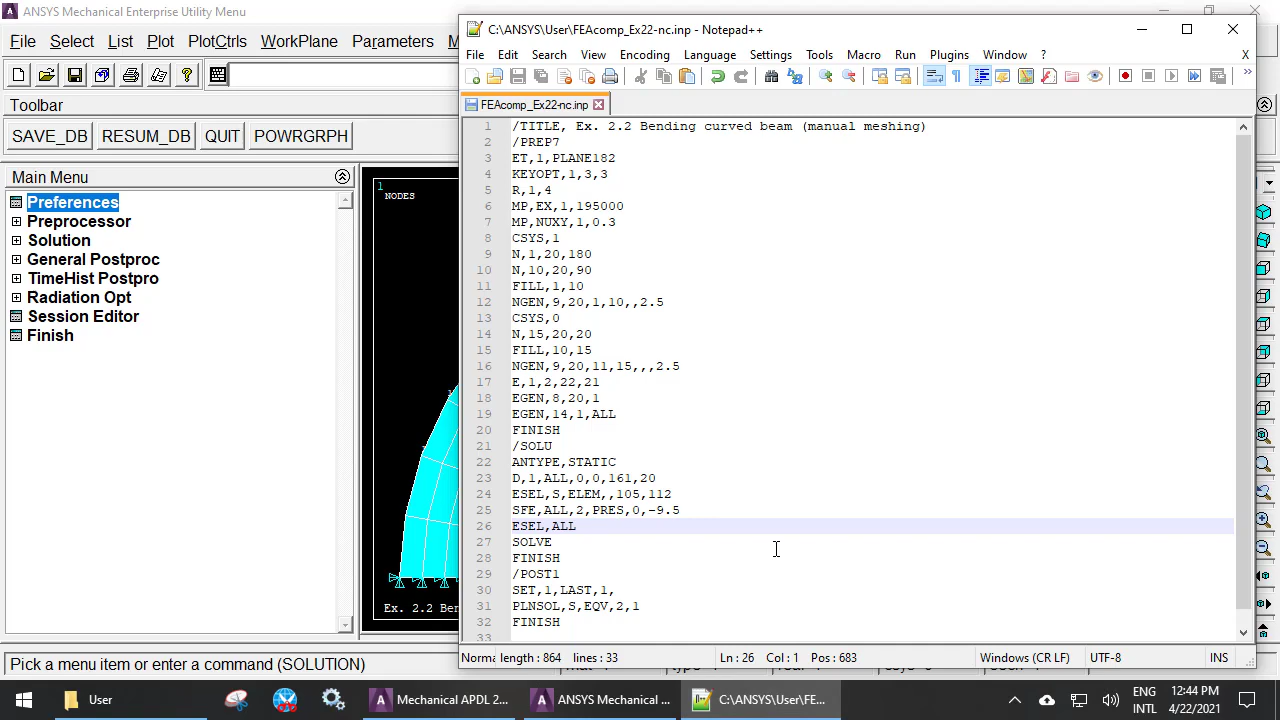 ANSYS Mechanical Enterprise Utility Menu
File Select List Plot PlotCtrls WorkPlane Parameters
Toolbar
SAVE_DB RESUM_DB QUIT POWRGRPH
Main Menu
Preferences
Preprocessor
Solution
General Postproc
TimeHist Postpro
Radiation Opt
Session Editor
Finish
1
NODES
Ex. 2.2 Ben
C:\ANSYS\User\FEAcomp_Ex22-nc.inp - Notepad++
File Edit Search View Encoding Language Settings Tools Macro Run Plugins Window ? X
FEAcomp_Ex22-nc.inp
1 /TITLE, Ex. 2.2 Bending curved beam (manual meshing)
2 /PREP7
3 ET,1,PLANE182
4 KEYOPT,1,3,3
5 R,1,4
6 MP,EX,1,195000
7 MP,NUXY,1,0.3
8 CSYS,1
9 N,1,20,180
10 N,10,20,90
11 FILL,1,10
12 NGEN,9,20,1,10,,2.5
13 CSYS,0
14 N,15,20,20
15 FILL,10,15
16 NGEN,9,20,11,15,,,2.5
17 E,1,2,22,21
18 EGEN,8,20,1
19 EGEN,14,1,ALL
20 FINISH
21 /SOLU
22 ANTYPE,STATIC
23 D,1,ALL,0,0,161,20
24 ESEL,S,ELEM,,105,112
25 SFE,ALL,2,PRES,0,-9.5
26 ESEL,ALL
27 SOLVE
28 FINISH
29 /POST1
30 SET,1,LAST,1,
31 PLNSOL,S,EQV,2,1
32 FINISH
33
Norma length : 864 lines : 33 Ln : 26 Col : 1 Pos : 683 Windows (CR LF) UTF-8 INS
Pick a menu item or enter a command (SOLUTION)
User Mechanical APDL 2... ANSYS Mechanical ... C:\ANSYS\User\FE...
ENG
INTL
12:44 PM
4/22/2021